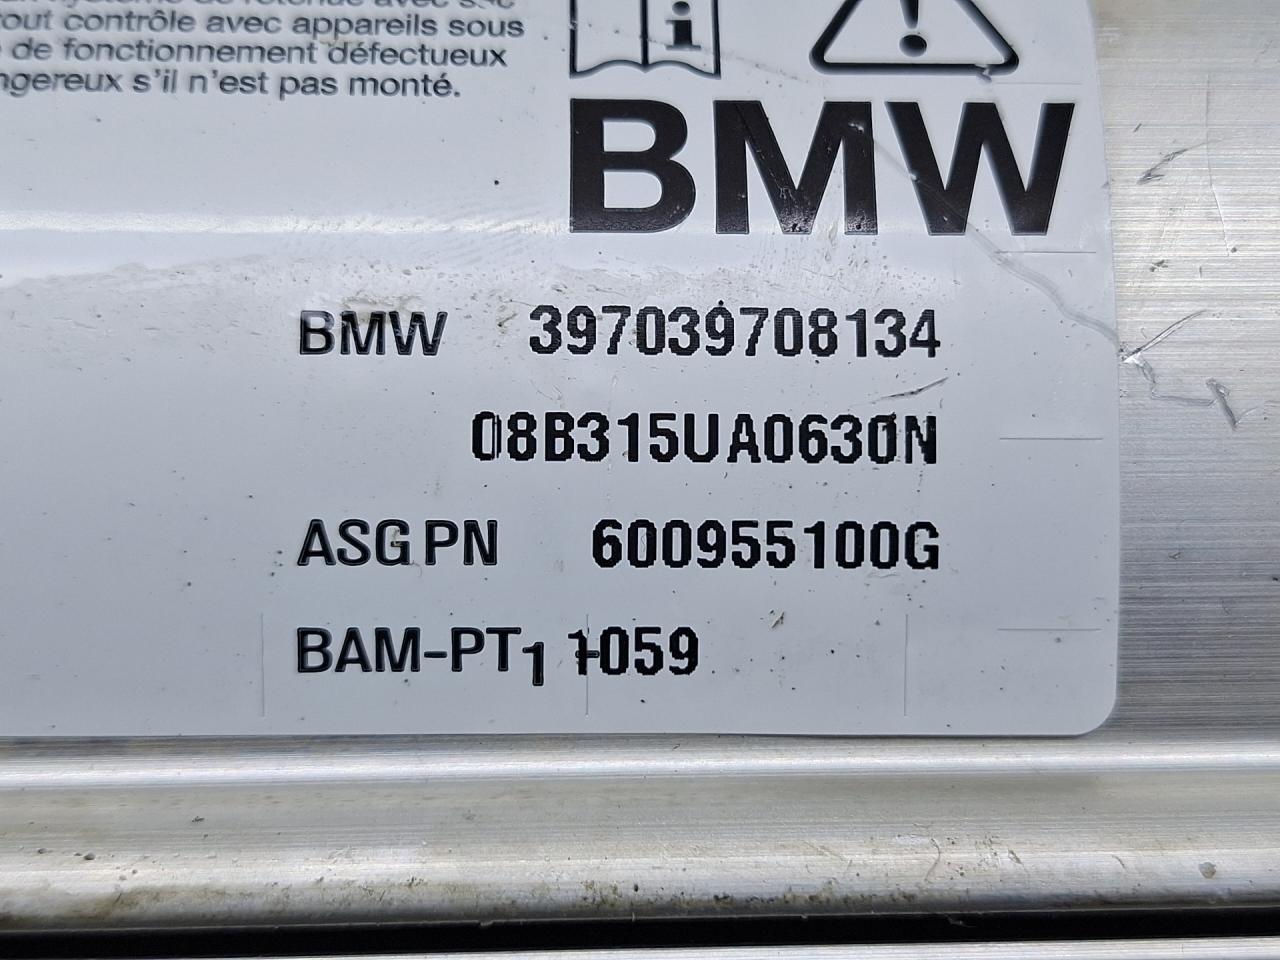 tout contrôle avec appareils sous
de fonctionnement défectueux
s'il n'est pas monté.
i
!
BMW
BMW 397039708134
08B315UA0630N
ASG PN 600955100G
BAM-PT1 1059